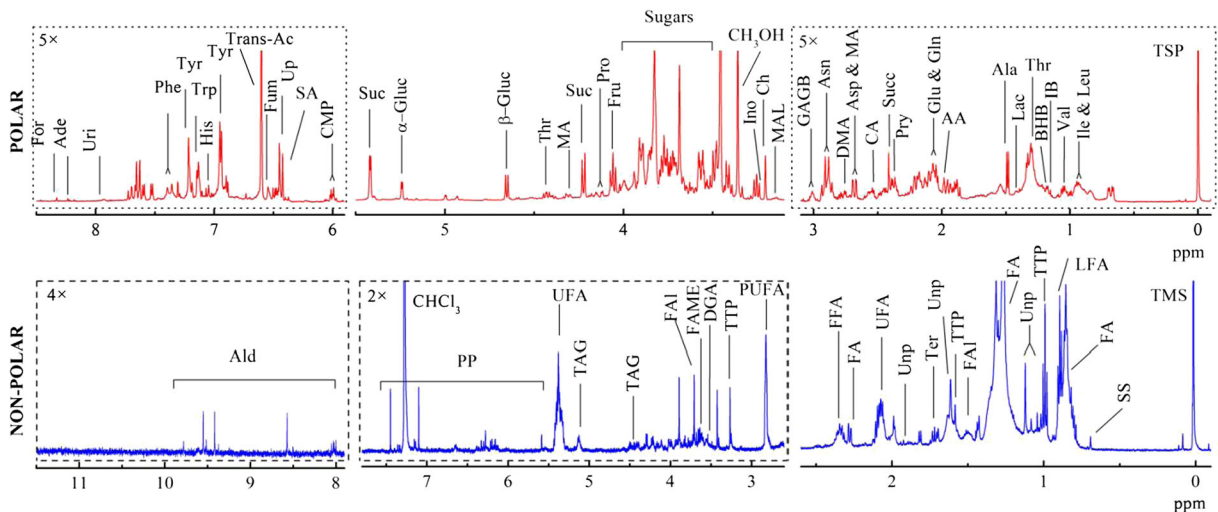 POLAR
5×
For
Ade
Uri
Phe
Tyr
Trp
His
Tyr
Trans-Ac
Fum
Up
SA
CMP
8
7
6
Suc
α–Gluc
β–Gluc
Thr
MA
Suc
Pro
Fru
Sugars
CH3OH
Ino
Ch
MAL
5
4
5×
GAGB
Asn
DMA
Asp & MA
CA
Succ
Pry
Glu & Gln
AA
Ala
Lac
Thr
BHB
IB
Val
Ile & Leu
TSP
3
2
1
0
ppm
NON-POLAR
4×
Ald
11
10
9
8
2×
CHCl3
PP
UFA
TAG
TAG
FAl
FAME
DGA
TTP
PUFA
7
6
5
4
3
FFA
FA
UFA
Unp
Ter
Unp
TTP
FAl
FA
Unp
TTP
LFA
FA
SS
TMS
2
1
0
ppm